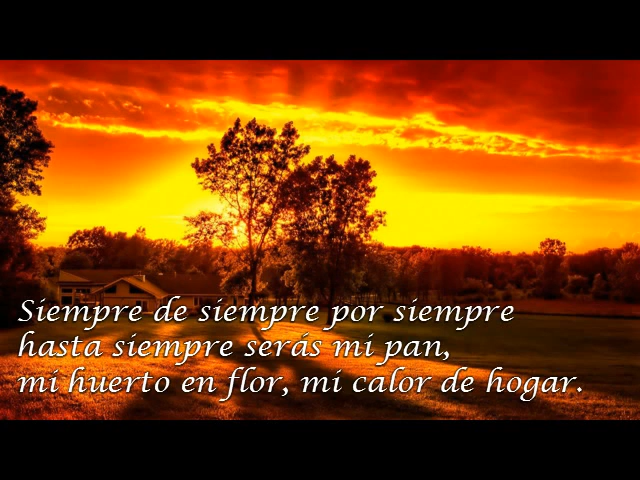 Siempre de siempre por siempre
hasta siempre serás mi pan,
mi huerto en flor, mi calor de hogar.